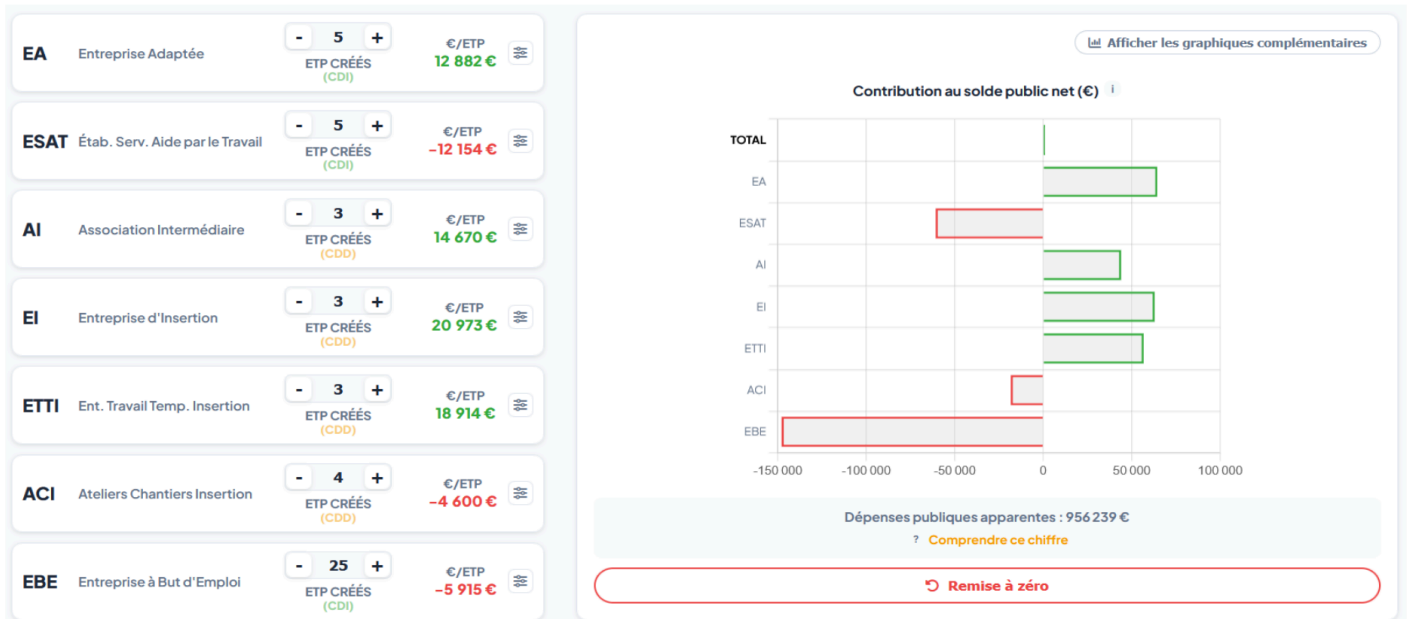 EA Entreprise Adaptée - 5 + ETP CRÉÉS (CDI) €/ETP 12 882 €
ESAT Étab. Serv. Aide par le Travail - 5 + ETP CRÉÉS (CDI) €/ETP −12 154 €
AI Association Intermédiaire - 3 + ETP CRÉÉS (CDD) €/ETP 14 670 €
EI Entreprise d'Insertion - 3 + ETP CRÉÉS (CDD) €/ETP 20 973 €
ETTI Ent. Travail Temp. Insertion - 3 + ETP CRÉÉS (CDD) €/ETP 18 914 €
ACI Ateliers Chantiers Insertion - 4 + ETP CRÉÉS (CDD) €/ETP −4 600 €
EBE Entreprise à But d'Emploi - 25 + ETP CRÉÉS (CDI) €/ETP −5 915 €
Afficher les graphiques complémentaires
Contribution au solde public net (€) i
TOTAL
EA
ESAT
AI
EI
ETTI
ACI
EBE
-150 000 -100 000 -50 000 0 50 000 100 000
Dépenses publiques apparentes : 956 239 €
? Comprendre ce chiffre
Remise à zéro